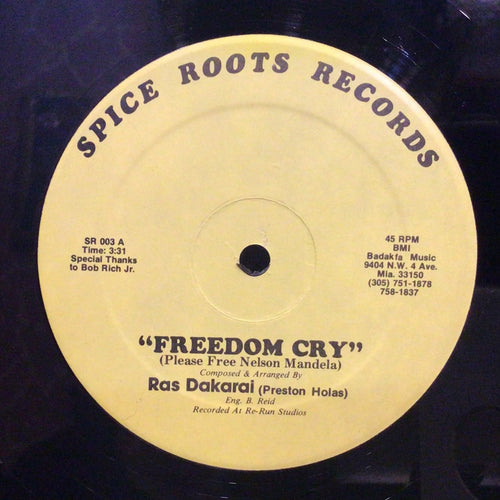 SPICE ROOTS RECORDS
SR 003 A
Time: 3:31
Special Thanks
to Bob Rich Jr.
45 RPM
BMI
Badakfa Music
9404 N.W. 4 Ave.
Mia. 33150
(305) 751-1878
758-1837
"FREEDOM CRY"
(Please Free Nelson Mandela)
Composed & Arranged By
Ras Dakarai (Preston Holas)
Eng. B. Reid
Recorded At Re-Run Studios